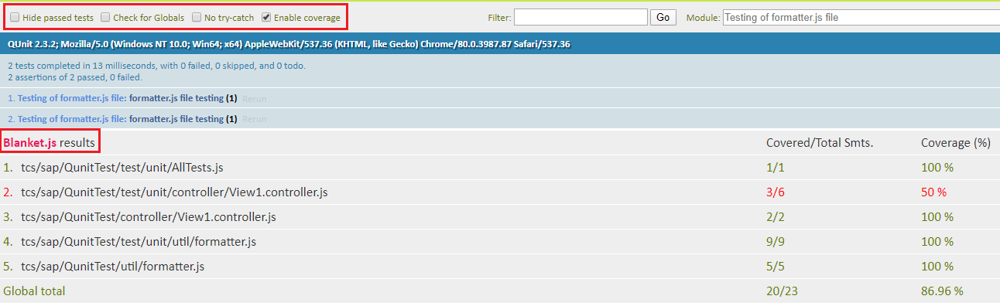 Hide passed tests Check for Globals No try-catch Enable coverage Filter: Go Module: Testing of formatter.js file
QUnit 2.3.2; Mozilla/5.0 (Windows NT 10.0; Win64; x64) AppleWebKit/537.36 (KHTML, like Gecko) Chrome/80.0.3987.87 Safari/537.36
2 tests completed in 13 milliseconds, with 0 failed, 0 skipped, and 0 todo.
2 assertions of 2 passed, 0 failed.
1. Testing of formatter.js file: formatter.js file testing (1) Rerun
2. Testing of formatter.js file: formatter.js file testing (1) Rerun
Blanket.js results Covered/Total Smts. Coverage (%)
1. tcs/sap/QunitTest/test/unit/AllTests.js 1/1 100 %
2. tcs/sap/QunitTest/test/unit/controller/View1.controller.js 3/6 50 %
3. tcs/sap/QunitTest/controller/View1.controller.js 2/2 100 %
4. tcs/sap/QunitTest/test/unit/util/formatter.js 9/9 100 %
5. tcs/sap/QunitTest/util/formatter.js 5/5 100 %
Global total 20/23 86.96 %